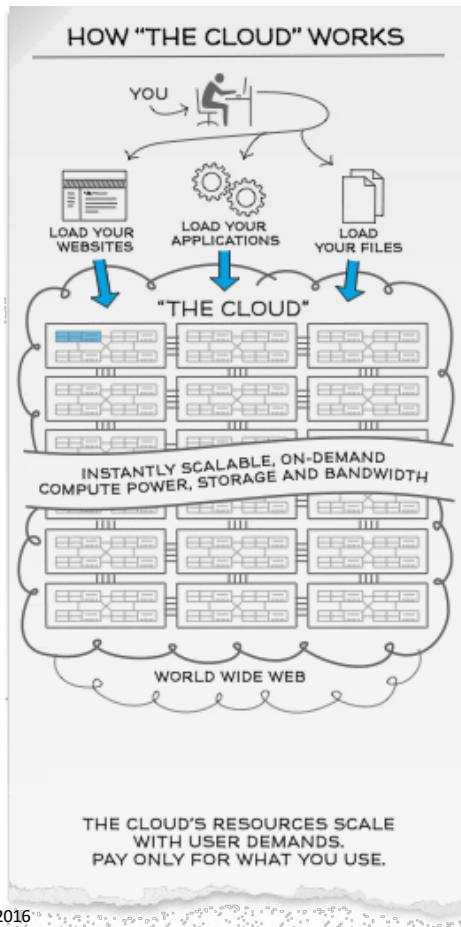 HOW "THE CLOUD" WORKS
YOU
LOAD YOUR
WEBSITES
LOAD YOUR
APPLICATIONS
LOAD
YOUR FILES
"THE CLOUD"
INSTANTLY SCALABLE, ON-DEMAND
COMPUTE POWER, STORAGE AND BANDWIDTH
WORLD WIDE WEB
THE CLOUD'S RESOURCES SCALE
WITH USER DEMANDS.
PAY ONLY FOR WHAT YOU USE.
2016